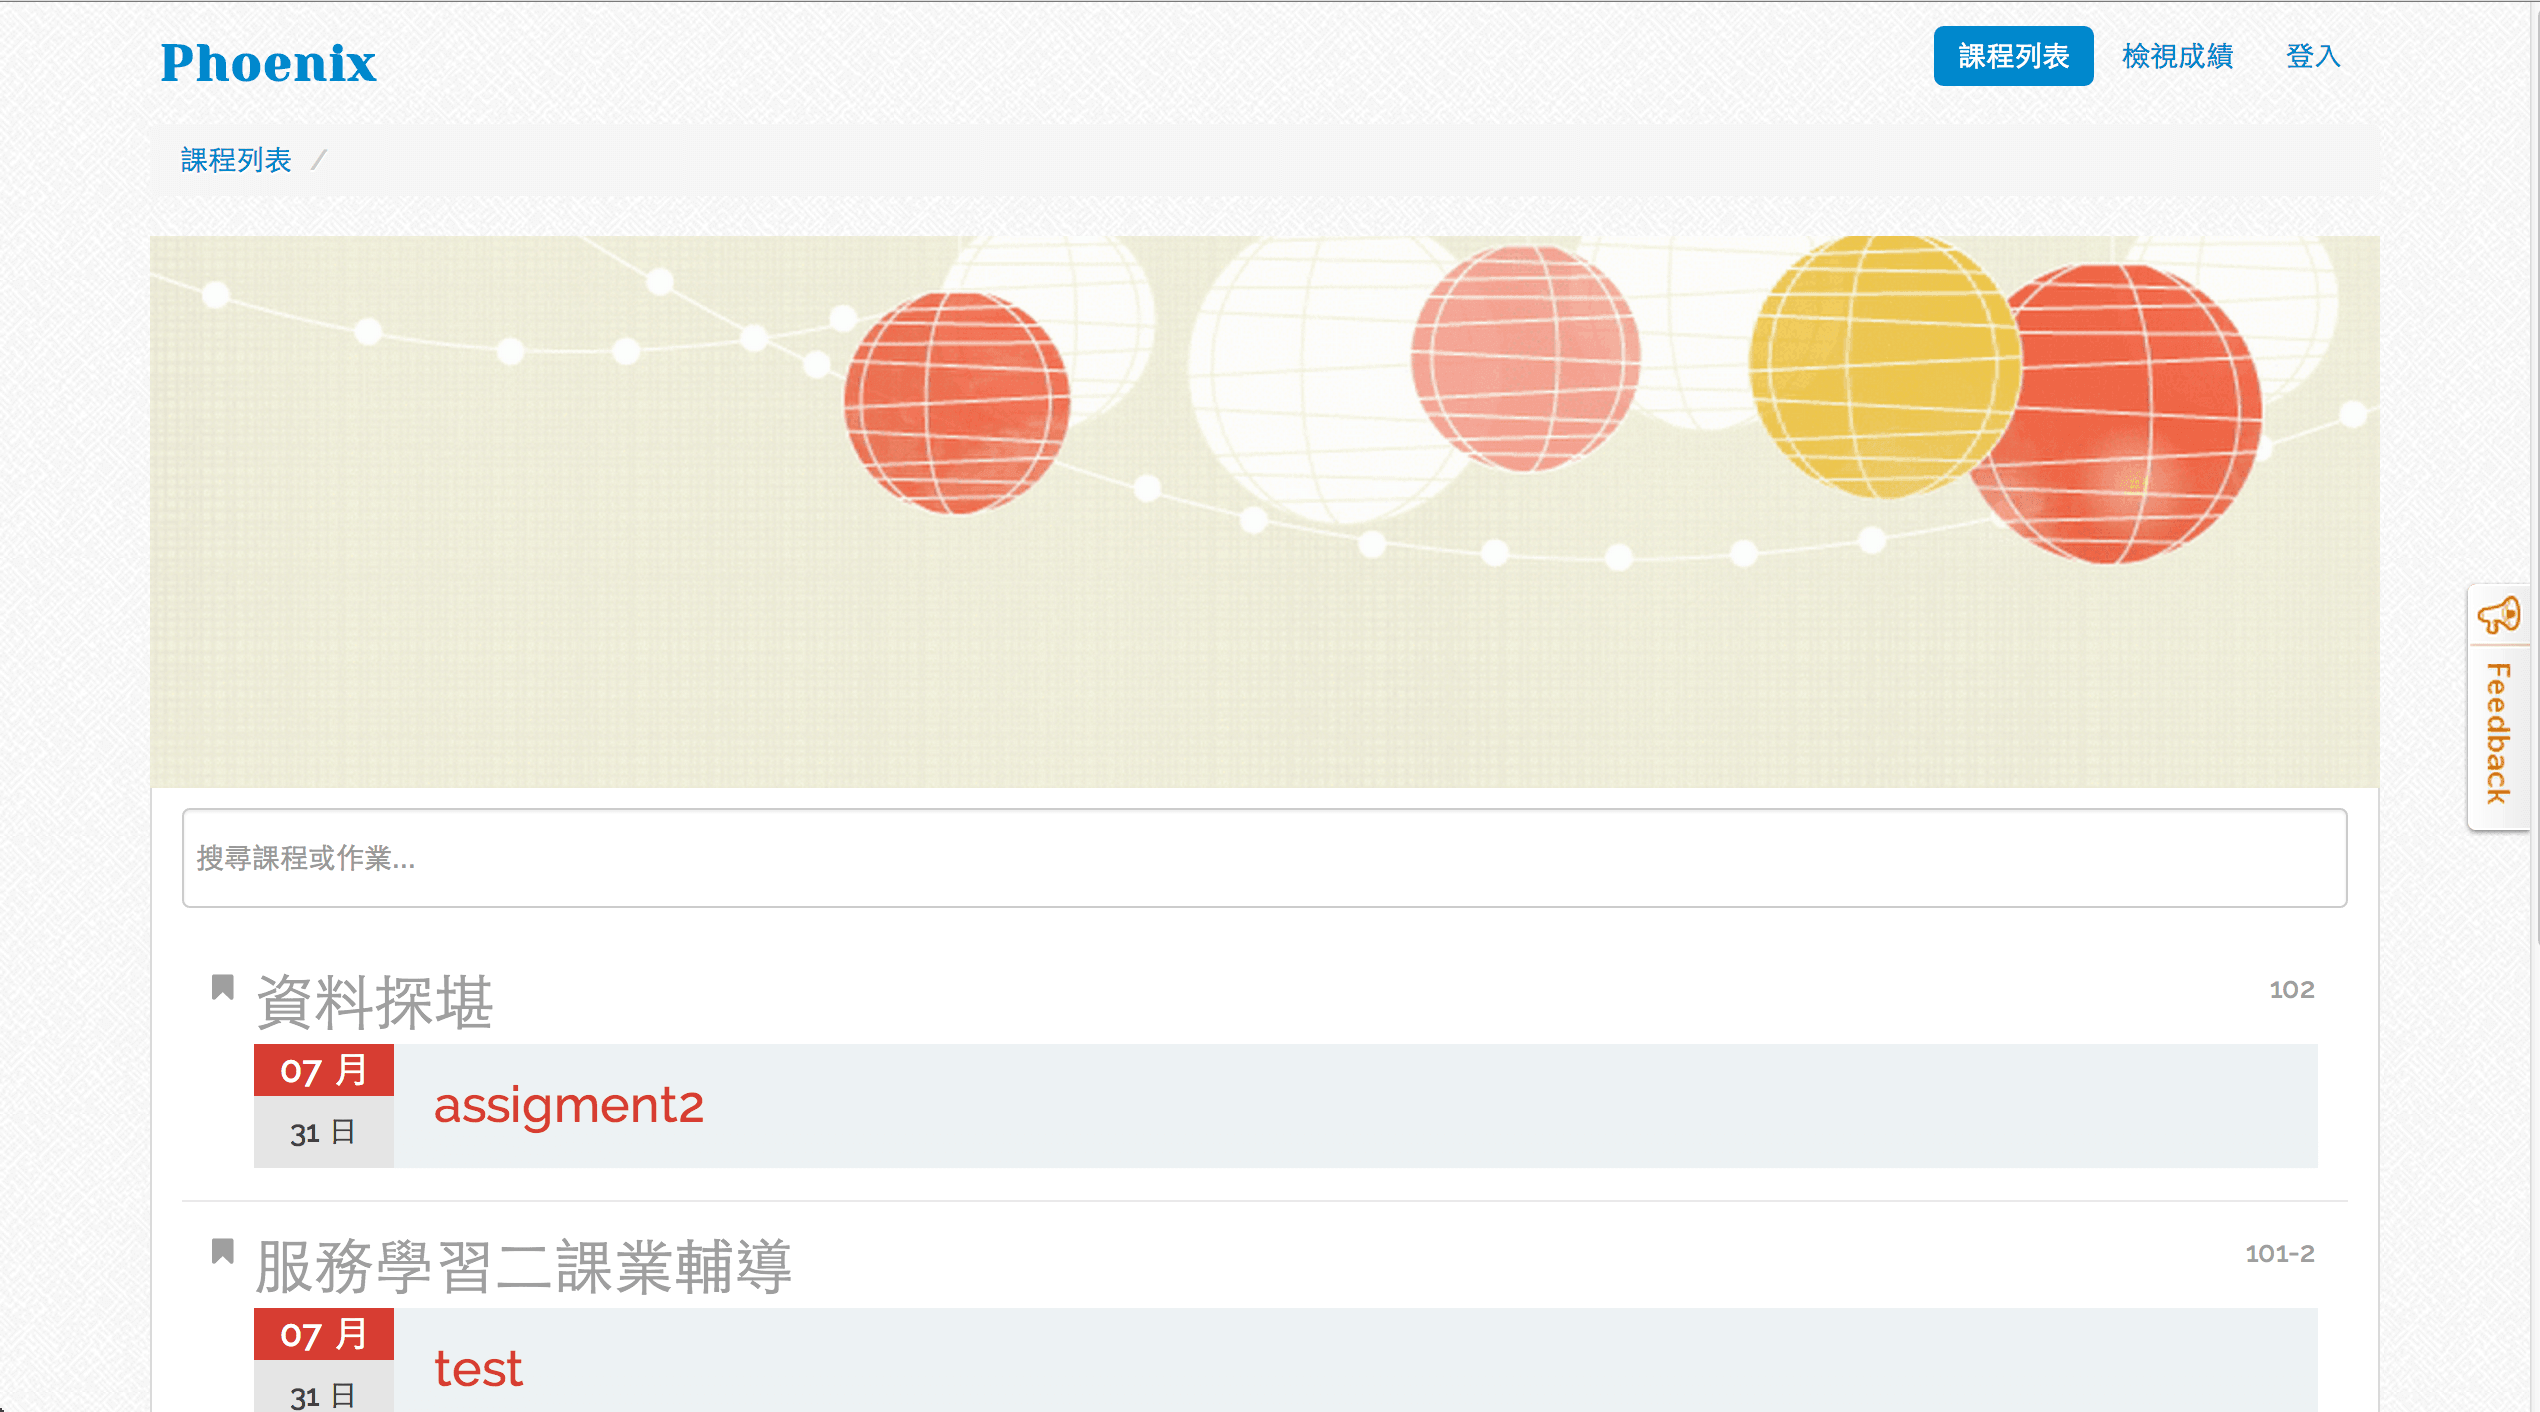 Phoenix
課程列表 檢視成績 登入
課程列表 /
Feedback
搜尋課程或作業...
資料探堪 102
07 月
31 日
assigment2
服務學習二課業輔導 101-2
07 月
31 日
test